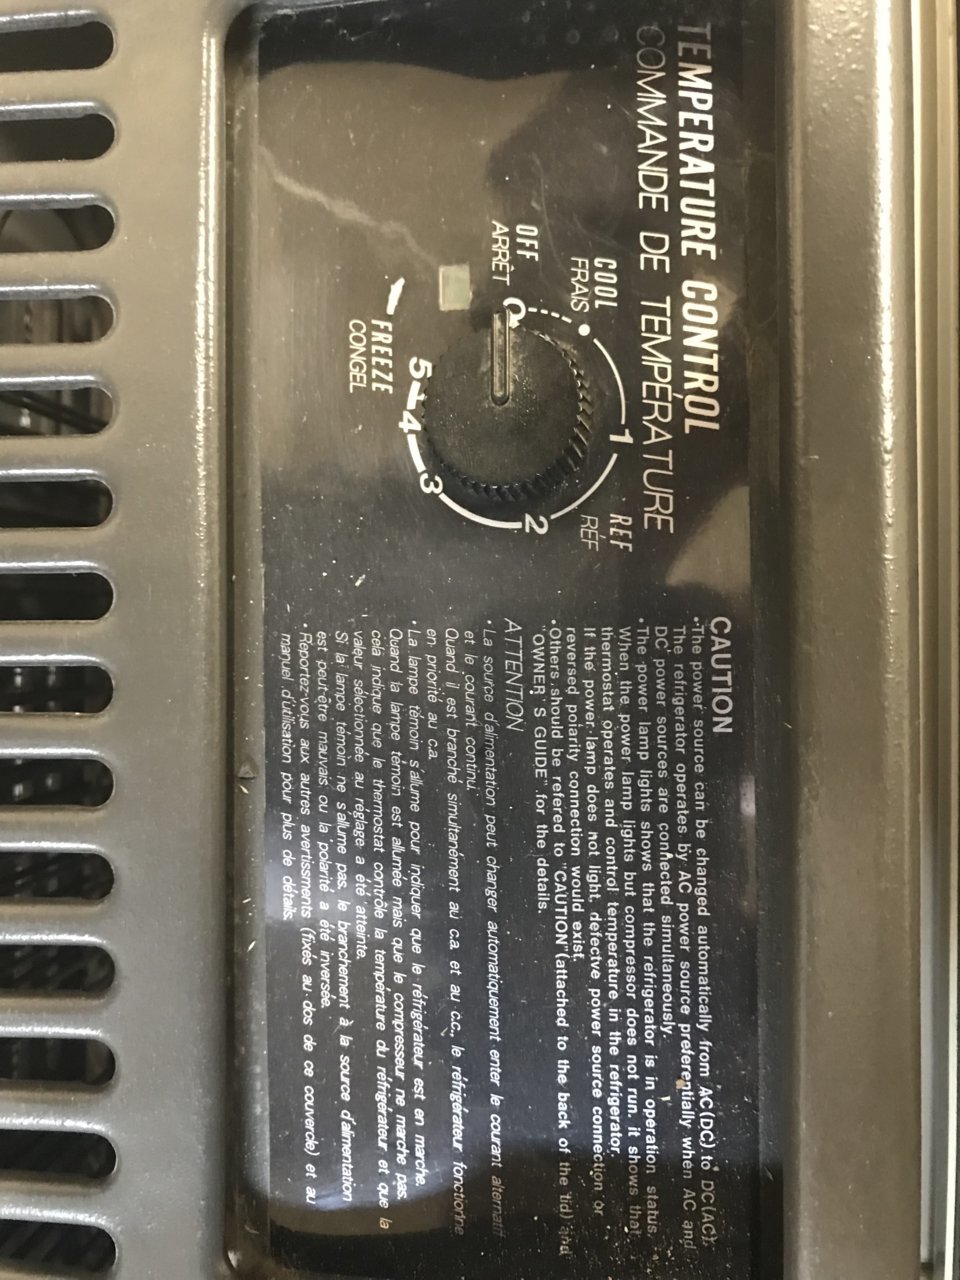 TEMPERATURE CONTROL
COMMANDE DE TEMPÉRATURE
OFF
ARRÊT
COOL
FRAIS
1
REF
RÉF
2
3
4
5
FREEZE
CONGEL
CAUTION
•The power source can be changed automatically from AC(DC) to DC(AC).
The refrigerator operates by AC power source preferentially when AC and
DC power sources are connected simultaneously.
•The power lamp lights shows that the refrigerator is in operation status.
When the power lamp lights but compressor does not run, it shows that
thermostat operates and control temperature in the refrigerator.
If the power lamp does not light, defective power source connection or
reversed polarity connection would exist.
•Others should be refered to "CAUTION"(attached to the back of the lid) and
"OWNER S GUIDE" for the details.
ATTENTION
•La source d'alimentation peut changer automatiquement enter le courant alternatif
et le courant continu.
Quand il est branché simultanément au c.a. et au c.c., le réfrigérateur fonctionne
en priorité au c.a.
•La lampe témoin s'allume pour indiquer que le réfrigérateur est en marche.
Quand la lampe témoin est allumée mais que le compresseur ne marche pas,
cela indique que le thermostat contrôle la température du réfrigérateur et que la
valeur sélectionnée au réglage a été atteinte.
Si la lampe témoin ne s'allume pas, le branchement à la source d'alimentation
est peut-être mauvais ou la polarité a été inversée.
•Reportez-vous aux autres avertissments (fixés au dos de ce couvercle) et au
manuel d'utilisation pour plus de détails.